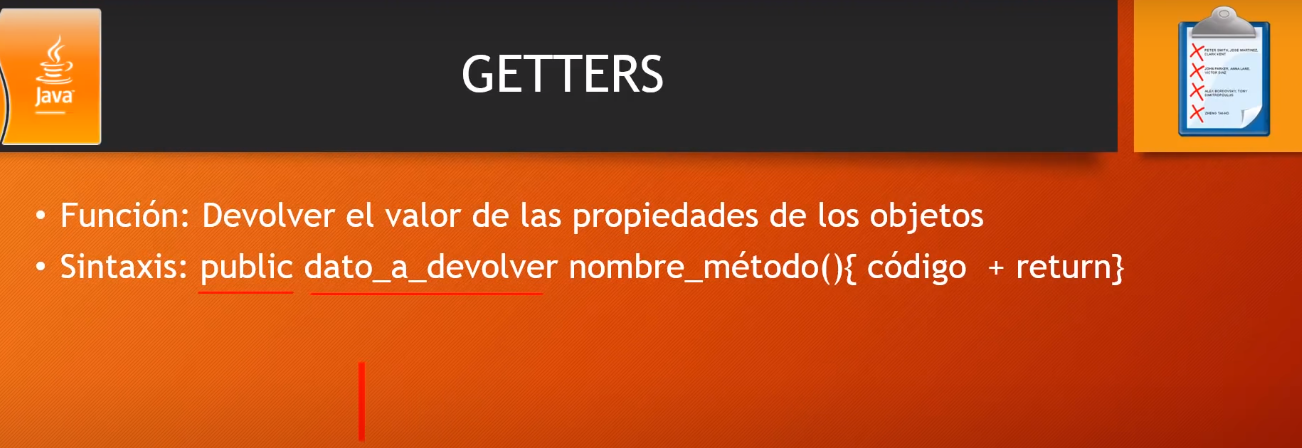 Java
GETTERS
• Función: Devolver el valor de las propiedades de los objetos
• Sintaxis: public dato_a_devolver nombre_método(){ código + return}